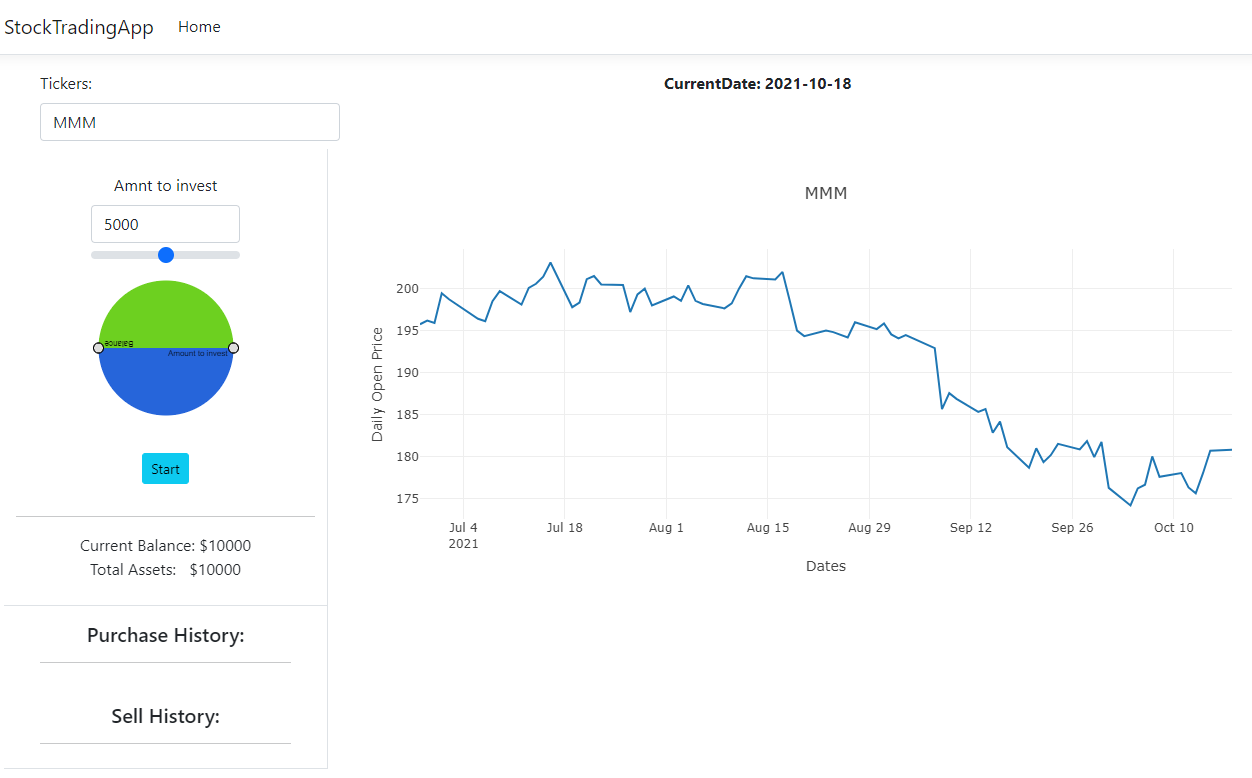 StockTradingApp Home
Tickers:
MMM
CurrentDate: 2021-10-18
Amnt to invest
5000
Balance
Amount to invest
Start
Current Balance: $10000
Total Assets: $10000
Purchase History:
Sell History:
MMM
Daily Open Price
200
195
190
185
180
175
Jul 4 Jul 18 Aug 1 Aug 15 Aug 29 Sep 12 Sep 26 Oct 10
2021
Dates